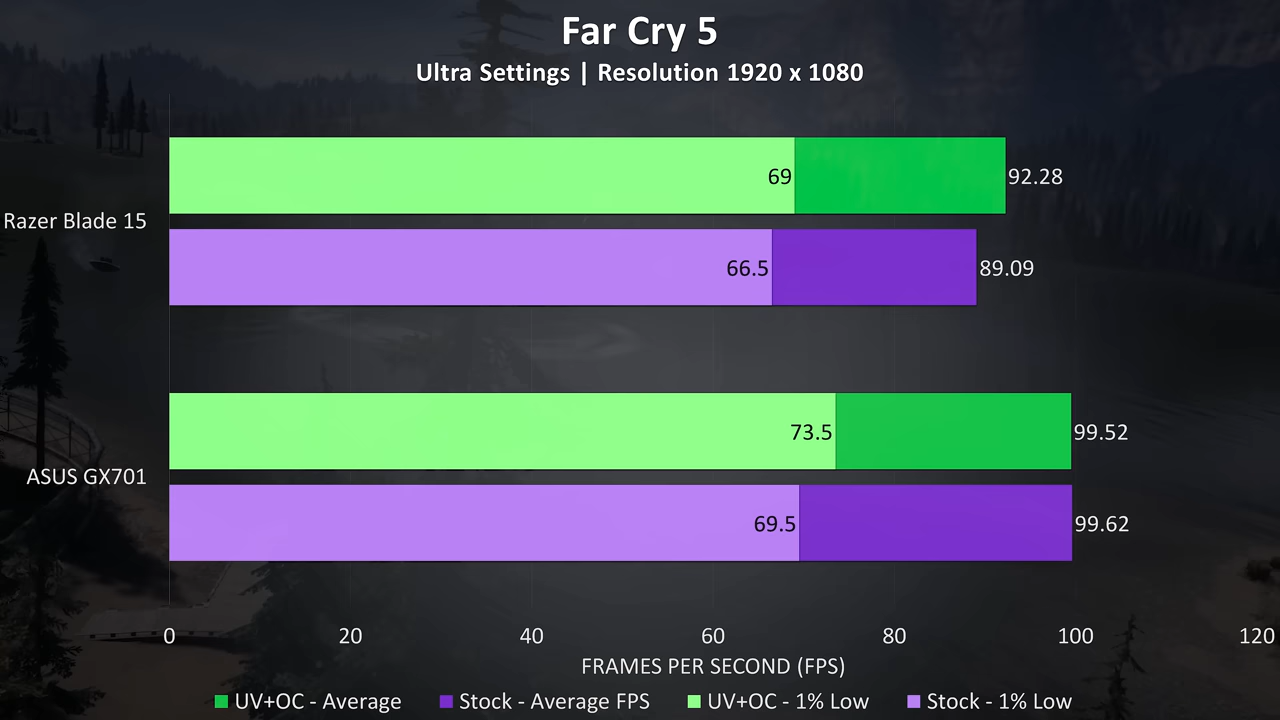 Far Cry 5
Ultra Settings | Resolution 1920 x 1080
Razer Blade 15
69
92.28
66.5
89.09
ASUS GX701
73.5
99.52
69.5
99.62
0 20 40 60 80 100 120
FRAMES PER SECOND (FPS)
UV+OC - Average Stock - Average FPS UV+OC - 1% Low Stock - 1% Low